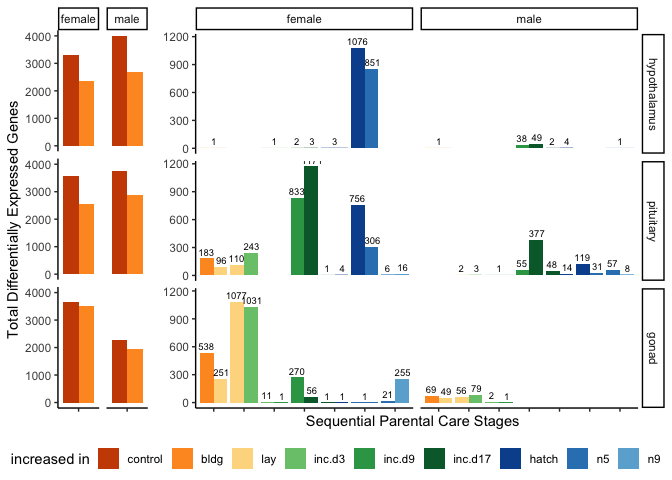 female male female male
4000
3000
2000
1000
0
1200
900
600
300
0
1 1 2 3 3 1076 851
1 38 49 2 4 1
hypothalamus
4000
3000
2000
1000
0
1200
900
600
300
0
183 96 110 243 833 1 4 756 306 6 16
2 3 1 55 377 48 14 119 31 57 8
pituitary
4000
3000
2000
1000
0
1200
900
600
300
0
538 251 1077 1031 11 1 270 56 1 1 1 21 255
69 49 56 79 2 1
gonad
Total Differentially Expressed Genes
Sequential Parental Care Stages
increased in control bldg lay inc.d3 inc.d9 inc.d17 hatch n5 n9